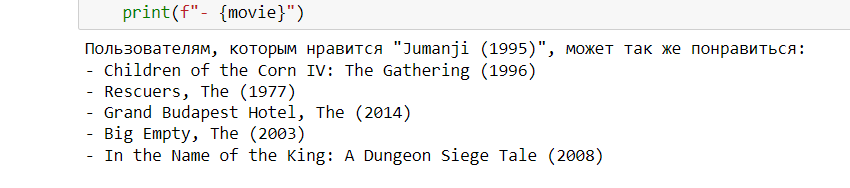 print(f"- {movie}")
Пользователям, которым нравится "Jumanji (1995)", может так же понравиться:
- Children of the Corn IV: The Gathering (1996)
- Rescuers, The (1977)
- Grand Budapest Hotel, The (2014)
- Big Empty, The (2003)
- In the Name of the King: A Dungeon Siege Tale (2008)